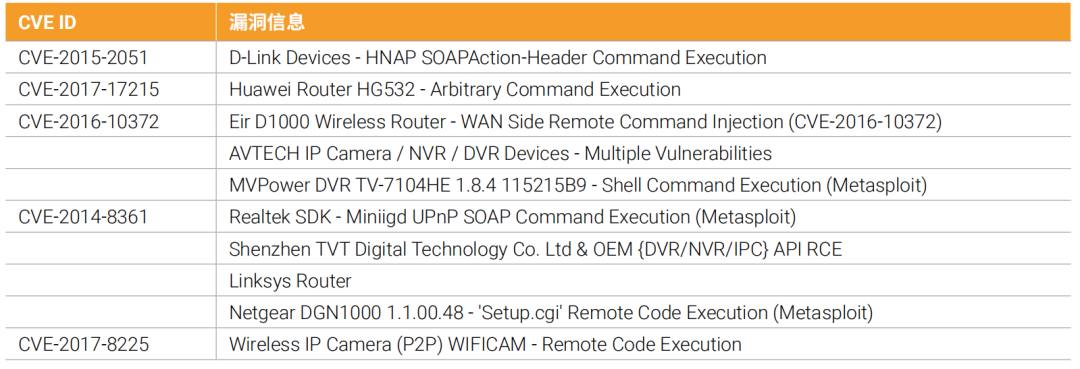 CVE ID 漏洞信息
CVE-2015-2051 D-Link Devices - HNAP SOAPAction-Header Command Execution
CVE-2017-17215 Huawei Router HG532 - Arbitrary Command Execution
CVE-2016-10372 Eir D1000 Wireless Router - WAN Side Remote Command Injection (CVE-2016-10372)
AVTECH IP Camera / NVR / DVR Devices - Multiple Vulnerabilities
MVPower DVR TV-7104HE 1.8.4 115215B9 - Shell Command Execution (Metasploit)
CVE-2014-8361 Realtek SDK - Miniigd UPnP SOAP Command Execution (Metasploit)
Shenzhen TVT Digital Technology Co. Ltd & OEM {DVR/NVR/IPC} API RCE
Linksys Router
Netgear DGN1000 1.1.00.48 - 'Setup.cgi' Remote Code Execution (Metasploit)
CVE-2017-8225 Wireless IP Camera (P2P) WIFICAM - Remote Code Execution